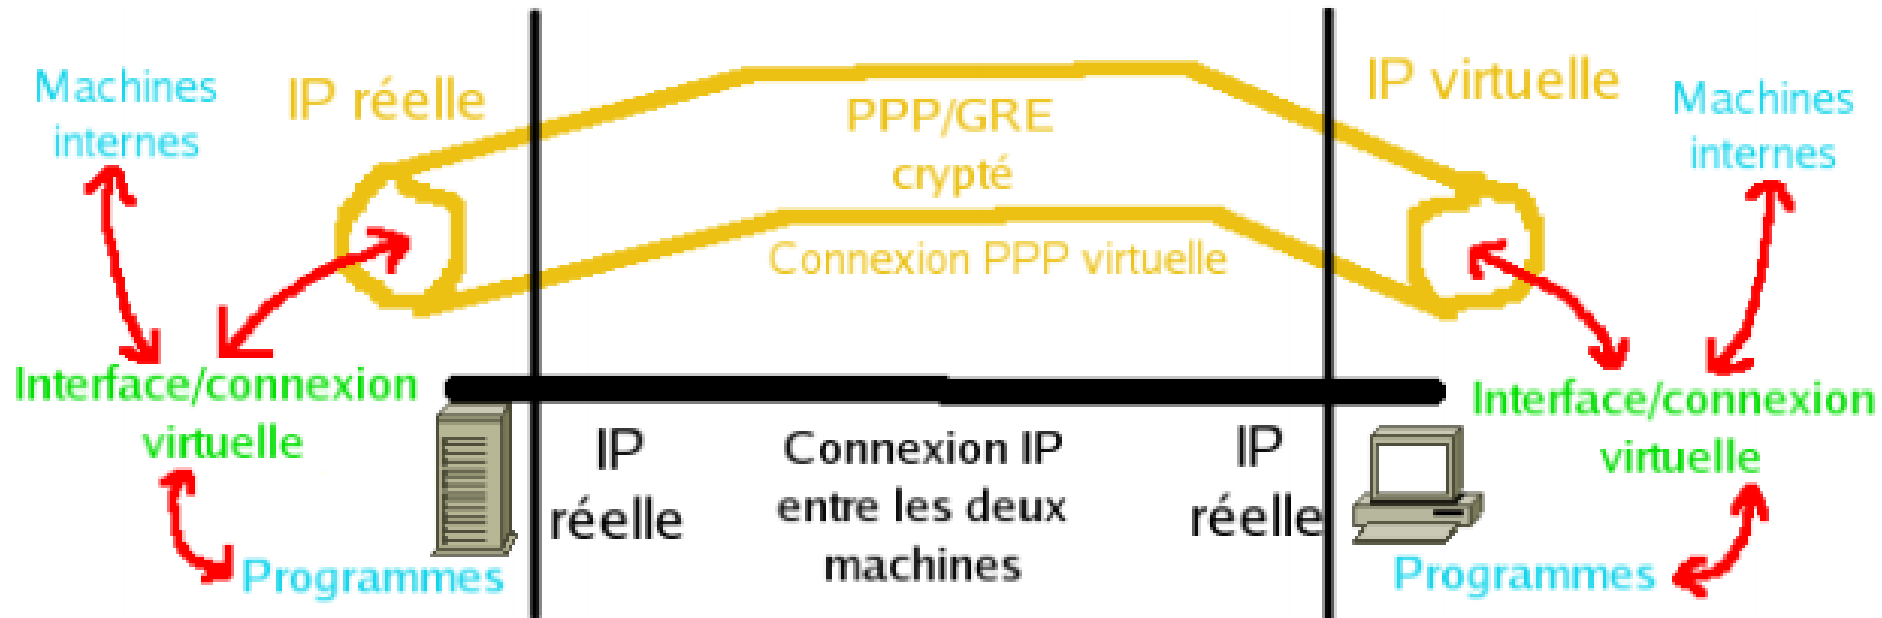 Machines
internes
IP réelle
PPP/GRE
crypté
Connexion PPP virtuelle
IP virtuelle
Machines
internes
Interface/connexion
virtuelle
Programmes
IP
réelle
Connexion IP
entre les deux
machines
IP
réelle
Interface/connexion
virtuelle
Programmes